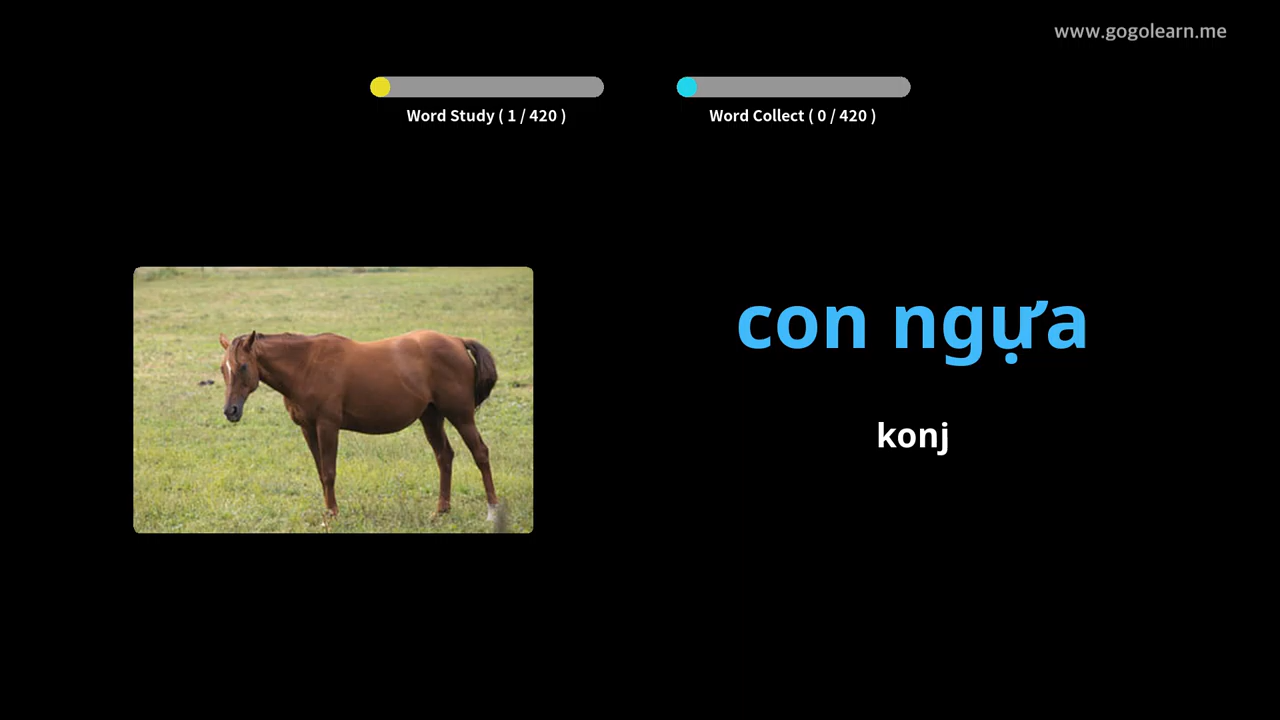 www.gogolearn.me
Word Study ( 1 / 420 )
Word Collect ( 0 / 420 )
con ngựa
konj